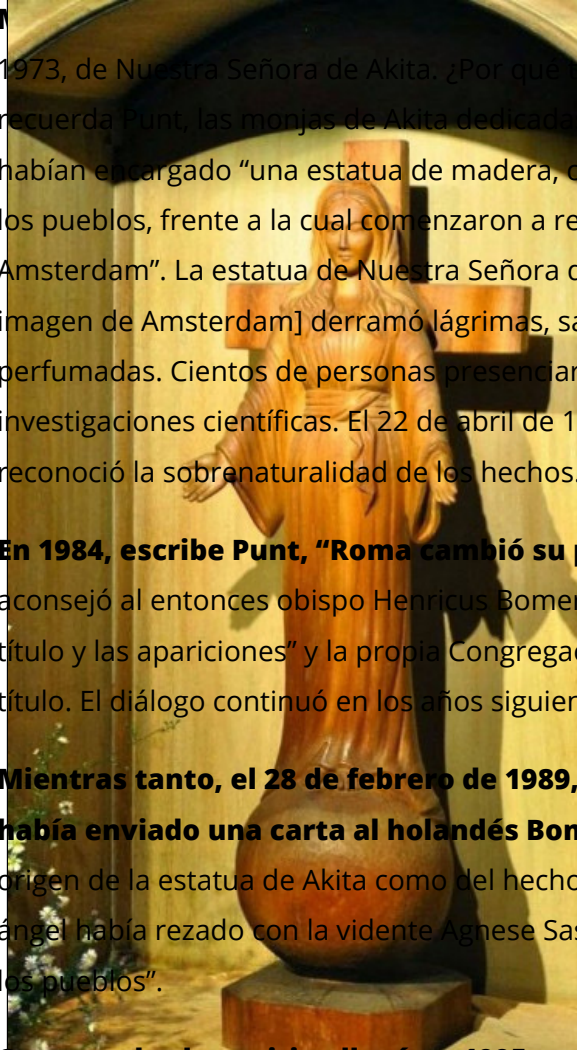 1973, de Nuestra Señora de Akita. ¿Por qué
recuerda Punt, las monjas de Akita dedicada
habían encargado “una estatua de madera,
los pueblos, frente a la cual comenzaron a re
Amsterdam”. La estatua de Nuestra Señora
imagen de Amsterdam] derramó lágrimas, sa
perfumadas. Cientos de personas presenciar
investigaciones científicas. El 22 de abril de 1
reconoció la sobrenaturalidad de los hechos.
En 1984, escribe Punt, “Roma cambió su p
aconsejó al entonces obispo Henricus Bomer
título y las apariciones” y la propia Congregac
título. El diálogo continuó en los años siguien
Mientras tanto, el 28 de febrero de 1989,
había enviado una carta al holandés Bom
origen de la estatua de Akita como del hecho
ángel había rezado con la vidente Agnese Sas
los pueblos”.